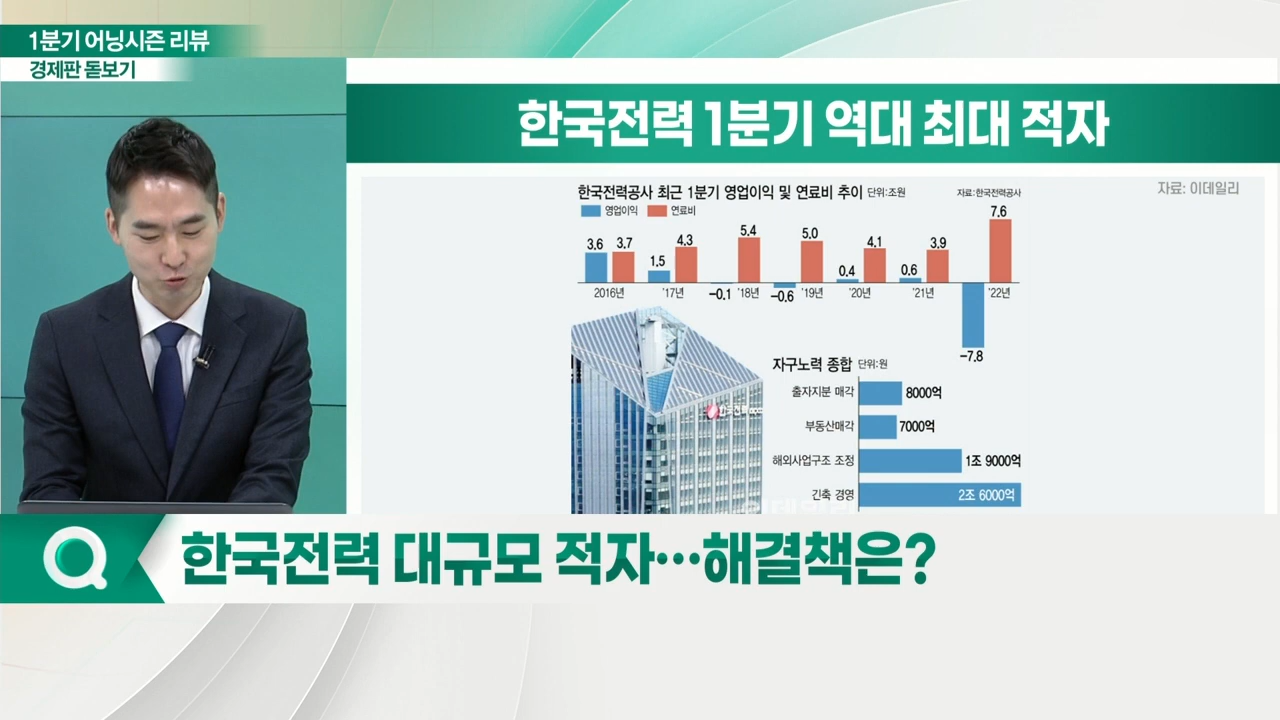 1분기 어닝시즌 리뷰
경제판 돋보기
한국전력 1분기 역대 최대 적자
자료: 이데일리
한국전력공사 최근 1분기 영업이익 및 연료비 추이 단위:조원 자료:한국전력공사
영업이익 연료비
3.6 3.7 1.5 4.3 -0.1 5.4 -0.6 5.0 0.4 4.1 0.6 3.9 -7.8 7.6
2016년 '17년 '18년 '19년 '20년 '21년 '22년
자구노력 종합 단위:원
출자지분 매각 8000억
부동산매각 7000억
해외사업구조 조정 1조 9000억
긴축 경영 2조 6000억
한국전력 대규모 적자…해결책은?